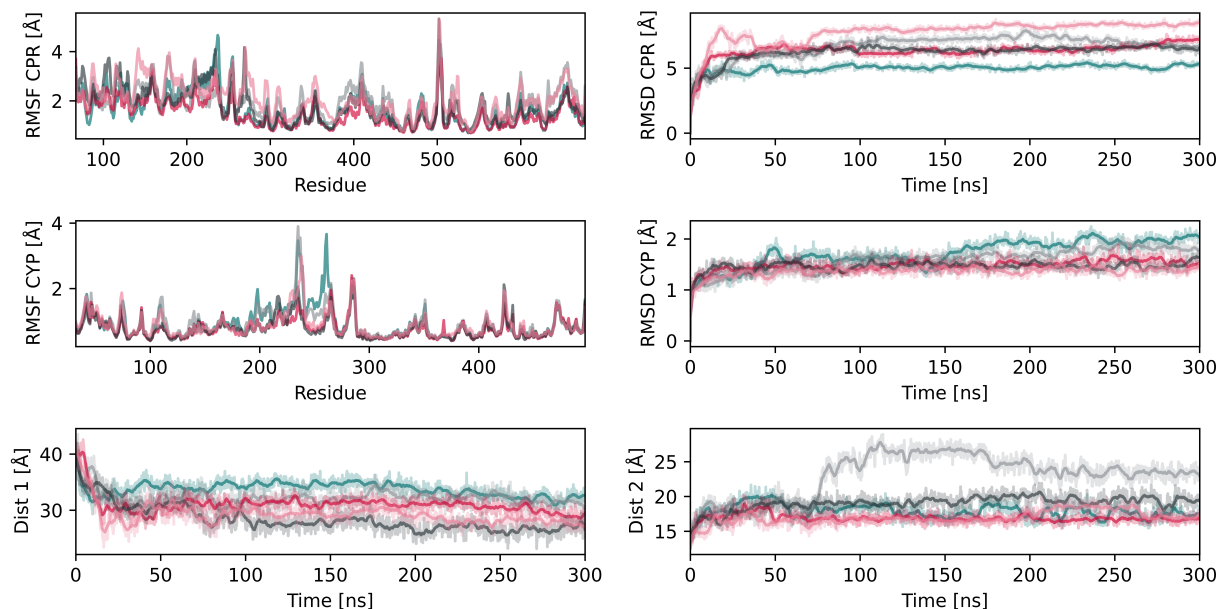 RMSF CPR [Å]
4
2
100 200 300 400 500 600
Residue
RMSD CPR [Å]
5
0
0 50 100 150 200 250 300
Time [ns]
RMSF CYP [Å]
4
2
100 200 300 400
Residue
RMSD CYP [Å]
2
1
0
0 50 100 150 200 250 300
Time [ns]
Dist 1 [Å]
40
30
0 50 100 150 200 250 300
Time [ns]
Dist 2 [Å]
25
20
15
0 50 100 150 200 250 300
Time [ns]